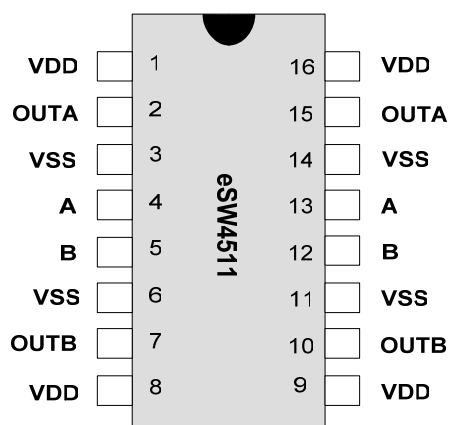 VDD 1 16 VDD
OUTA 2 15 OUTA
VSS 3 14 VSS
A 4 13 A
B 5 12 B
VSS 6 11 VSS
OUTB 7 10 OUTB
VDD 8 9 VDD
eSW4511